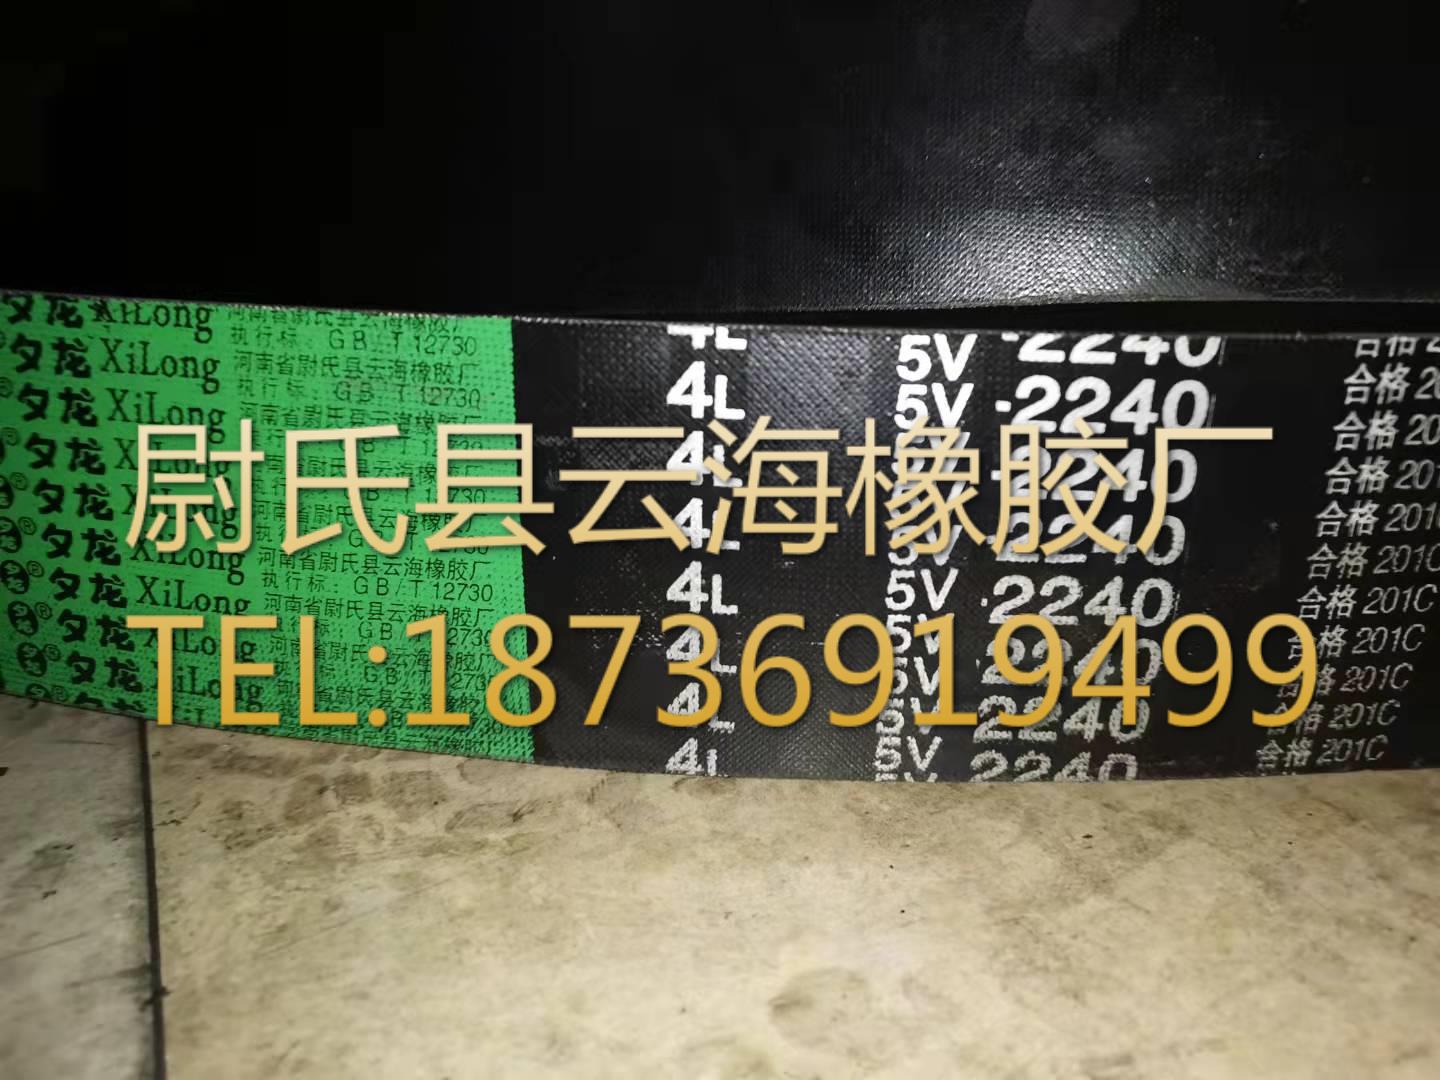 夕龙 XiLong 河南省尉氏县云海橡胶厂
执行标: GB/T 12730
4L 5V -2240 合格 201C
尉氏县云海橡胶厂
TEL:18736919499